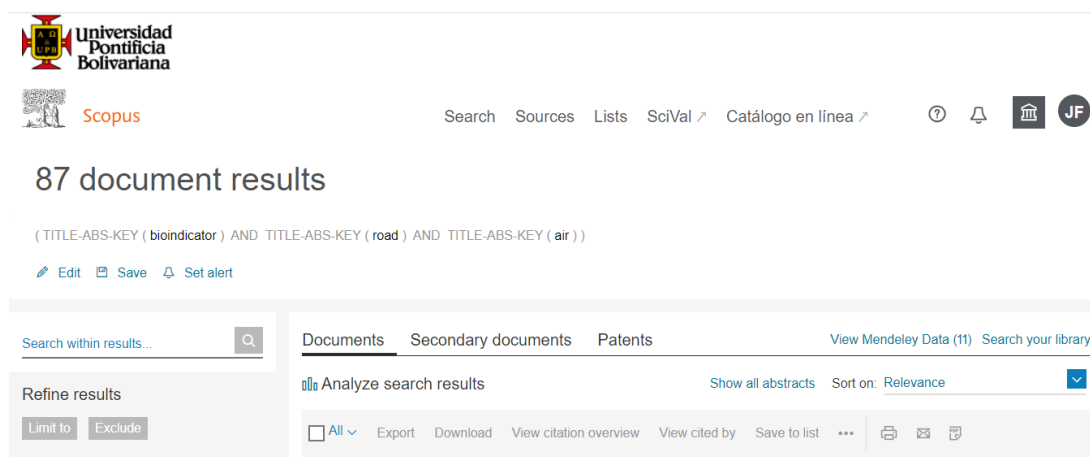 Universidad
Pontificia
Bolivariana
Scopus
Search Sources Lists SciVal ↗ Catálogo en línea ↗
JF
87 document results
( TITLE-ABS-KEY ( bioindicator ) AND TITLE-ABS-KEY ( road ) AND TITLE-ABS-KEY ( air ) )
Edit Save Set alert
Search within results...
Documents Secondary documents Patents View Mendeley Data (11) Search your library
Analyze search results Show all abstracts Sort on: Relevance
Refine results
Limit to Exclude
All Export Download View citation overview View cited by Save to list •••